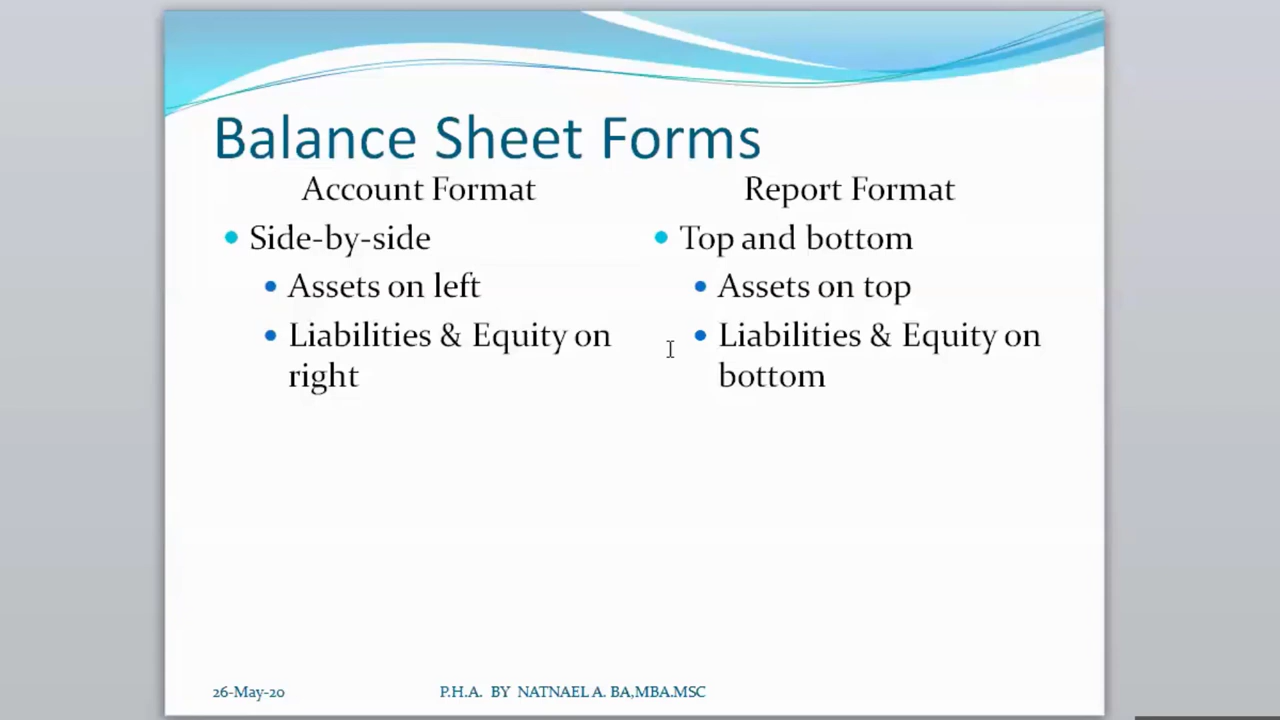 Balance Sheet Forms
Account Format
Side-by-side
Assets on left
Liabilities & Equity on
right
Report Format
Top and bottom
Assets on top
Liabilities & Equity on
bottom
26-May-20
P.H.A. BY NATNAEL A. BA,MBA.MSC